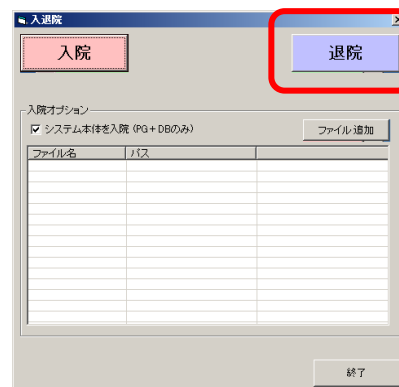 入退院
入院
退院
入院オプション
システム本体を入院 (PG+DBのみ)
ファイル追加
ファイル名 パス
終了